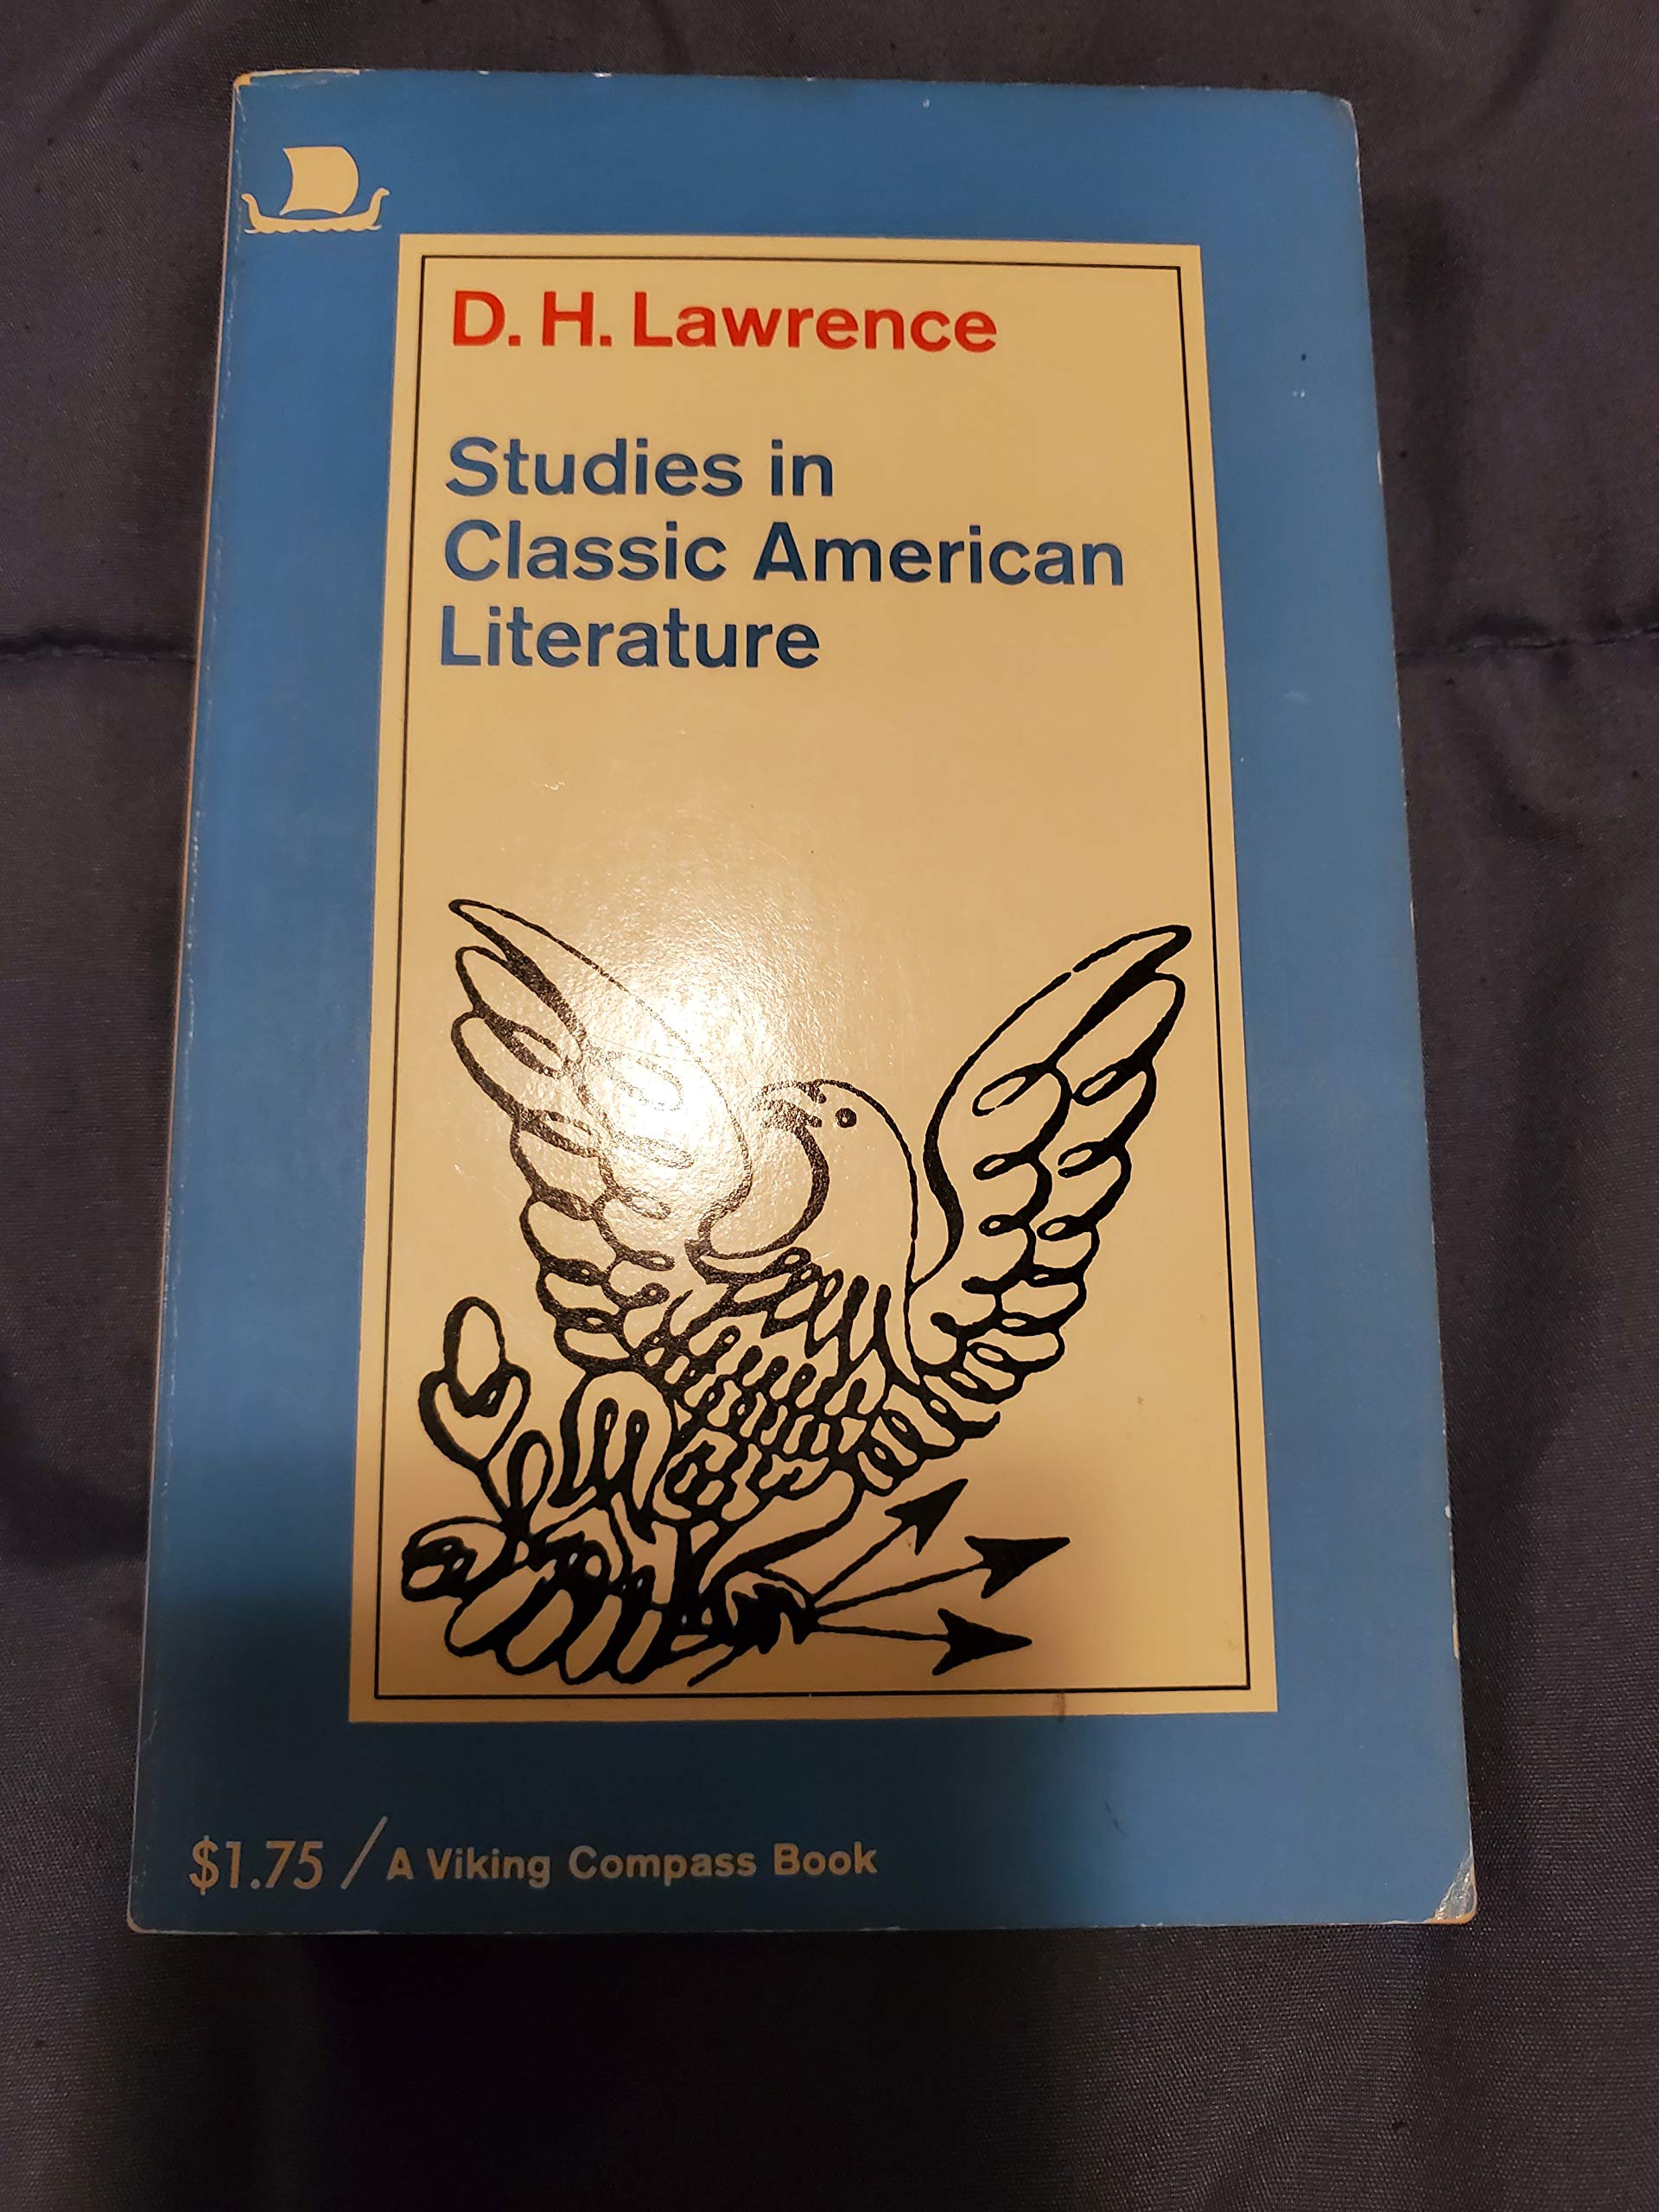 D. H. Lawrence
Studies in
Classic American
Literature
$1.75 / A Viking Compass Book